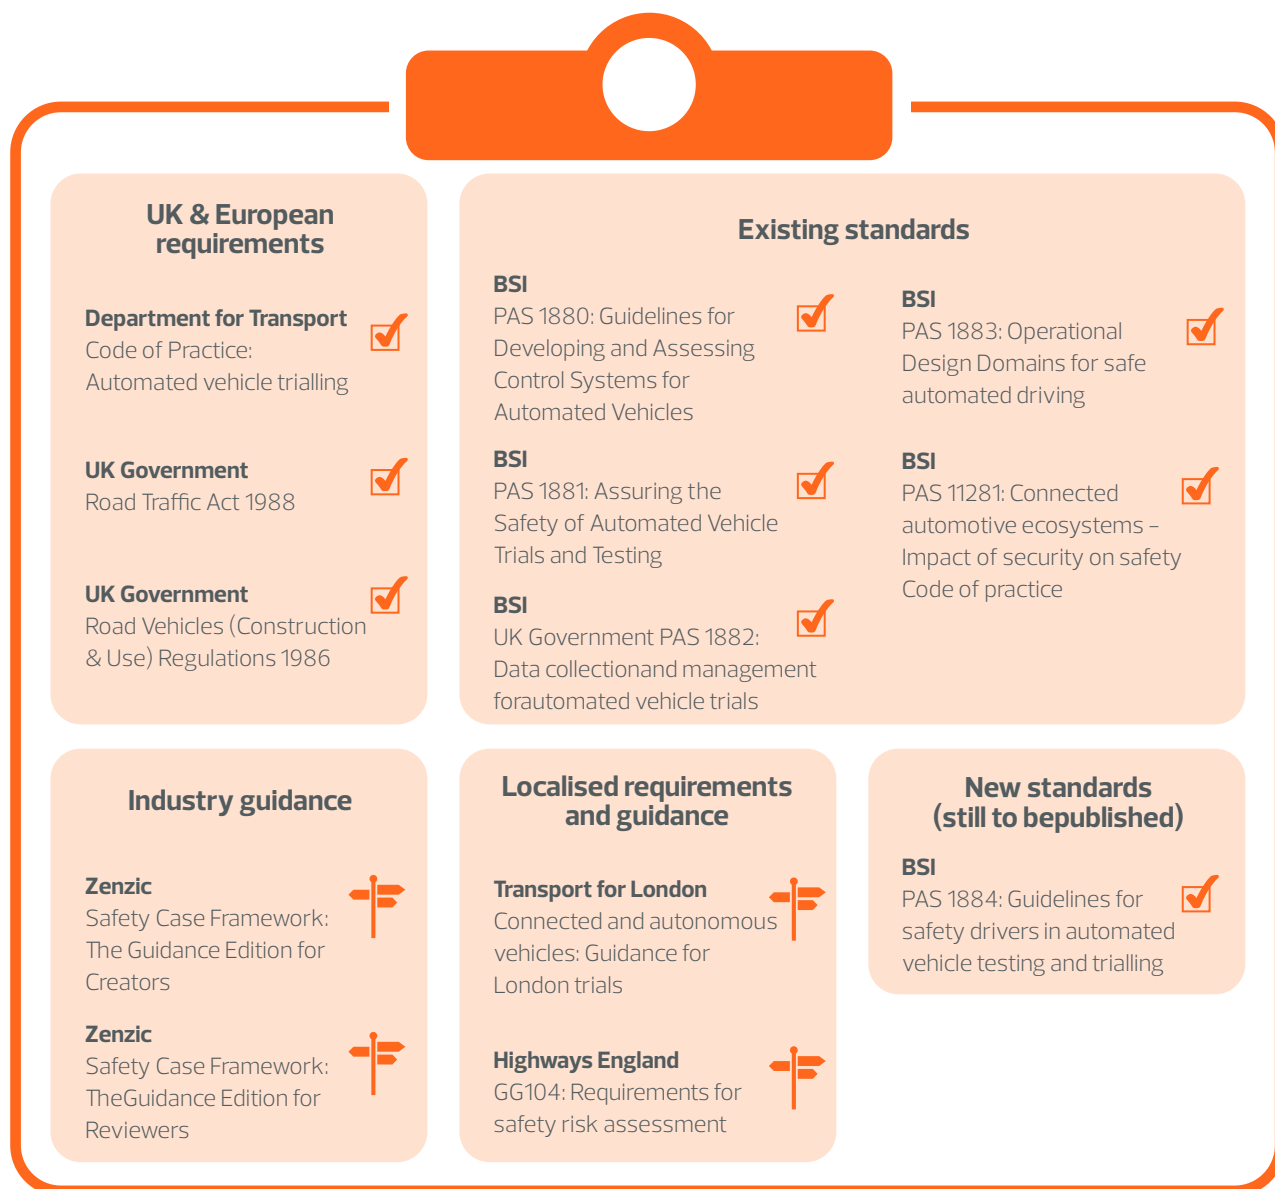 UK & European
requirements
Department for Transport
Code of Practice:
Automated vehicle trialling
UK Government
Road Traffic Act 1988
UK Government
Road Vehicles (Construction
& Use) Regulations 1986
Existing standards
BSI
PAS 1880: Guidelines for
Developing and Assessing
Control Systems for
Automated Vehicles
BSI
PAS 1881: Assuring the
Safety of Automated Vehicle
Trials and Testing
BSI
UK Government PAS 1882:
Data collectionand management
forautomated vehicle trials
BSI
PAS 1883: Operational
Design Domains for safe
automated driving
BSI
PAS 11281: Connected
automotive ecosystems –
Impact of security on safety
Code of practice
Industry guidance
Zenzic
Safety Case Framework:
The Guidance Edition for
Creators
Zenzic
Safety Case Framework:
TheGuidance Edition for
Reviewers
Localised requirements
and guidance
Transport for London
Connected and autonomous
vehicles: Guidance for
London trials
Highways England
GG104: Requirements for
safety risk assessment
New standards
(still to bepublished)
BSI
PAS 1884: Guidelines for
safety drivers in automated
vehicle testing and trialling